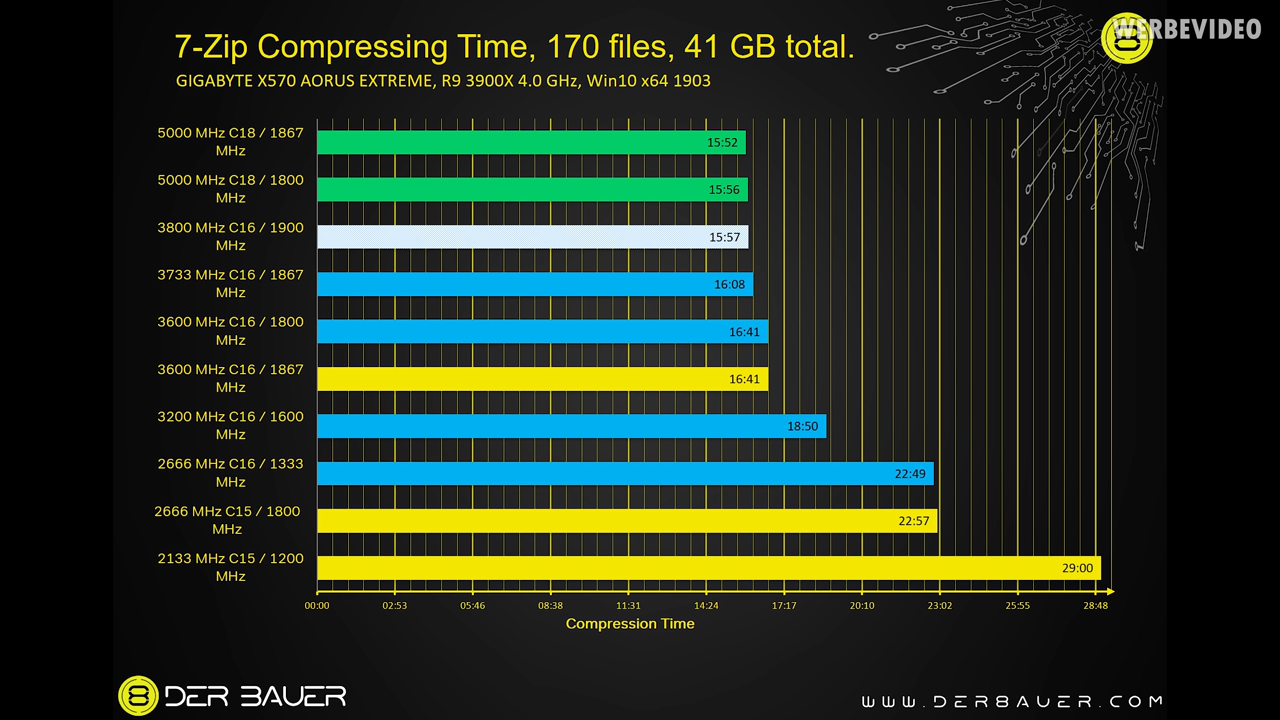 WERBEVIDEO
7-Zip Compressing Time, 170 files, 41 GB total.
GIGABYTE X570 AORUS EXTREME, R9 3900X 4.0 GHz, Win10 x64 1903
5000 MHz C18 / 1867
MHz
15:52
5000 MHz C18 / 1800
MHz
15:56
3800 MHz C16 / 1900
MHz
15:57
3733 MHz C16 / 1867
MHz
16:08
3600 MHz C16 / 1800
MHz
16:41
3600 MHz C16 / 1867
MHz
16:41
3200 MHz C16 / 1600
MHz
18:50
2666 MHz C16 / 1333
MHz
22:49
2666 MHz C15 / 1800
MHz
22:57
2133 MHz C15 / 1200
MHz
29:00
00:00 02:53 05:46 08:38 11:31 14:24 17:17 20:10 23:02 25:55 28:48
Compression Time
8 DER 8AUER
WWW.DER8AUER.COM